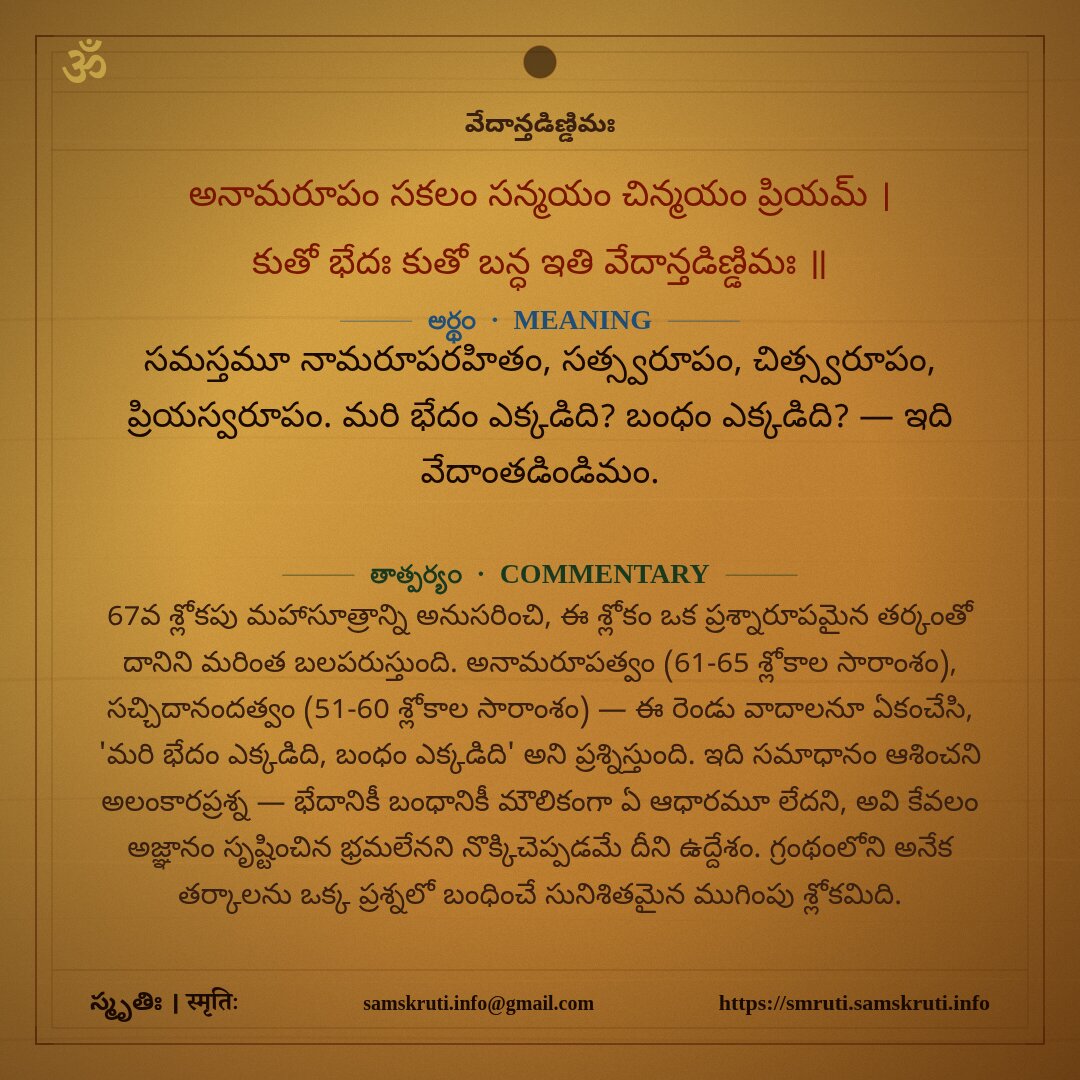 ॐ
వేదాన్తడిణ్డిమః
అనామరూపం సకలం సన్మయం చిన్మయం ప్రియమ్ ।
కుతో భేదః కుతో బన్ధ ఇతి వేదాన్తడిణ్డిమః ॥
అర్థం · MEANING
సమస్తమూ నామరూపరహితం, సత్స్వరూపం, చిత్స్వరూపం,
ప్రియస్వరూపం. మరి భేదం ఎక్కడిది? బంధం ఎక్కడిది? — ఇది
వేదాంతడిండిమం.
తాత్పర్యం · COMMENTARY
67వ శ్లోకపు మహాసూత్రాన్ని అనుసరించి, ఈ శ్లోకం ఒక ప్రశ్నారూపమైన తర్కంతో
దానిని మరింత బలపరుస్తుంది. అనామరూపత్వం (61-65 శ్లోకాల సారాంశం),
సచ్చిదానందత్వం (51-60 శ్లోకాల సారాంశం) — ఈ రెండు వాదాలనూ ఏకంచేసి,
'మరి భేదం ఎక్కడిది, బంధం ఎక్కడిది' అని ప్రశ్నిస్తుంది. ఇది సమాధానం ఆశించని
అలంకారప్రశ్న — భేదానికీ బంధానికీ మౌలికంగా ఏ ఆధారమూ లేదని, అవి కేవలం
అజ్ఞానం సృష్టించిన భ్రమలేనని నొక్కిచెప్పడమే దీని ఉద్దేశం. గ్రంథంలోని అనేక
తర్కాలను ఒక్క ప్రశ్నలో బంధించే సునిశితమైన ముగింపు శ్లోకమిది.
స్మృతిః | स्मृतिः samskruti.info@gmail.com https://smruti.samskruti.info